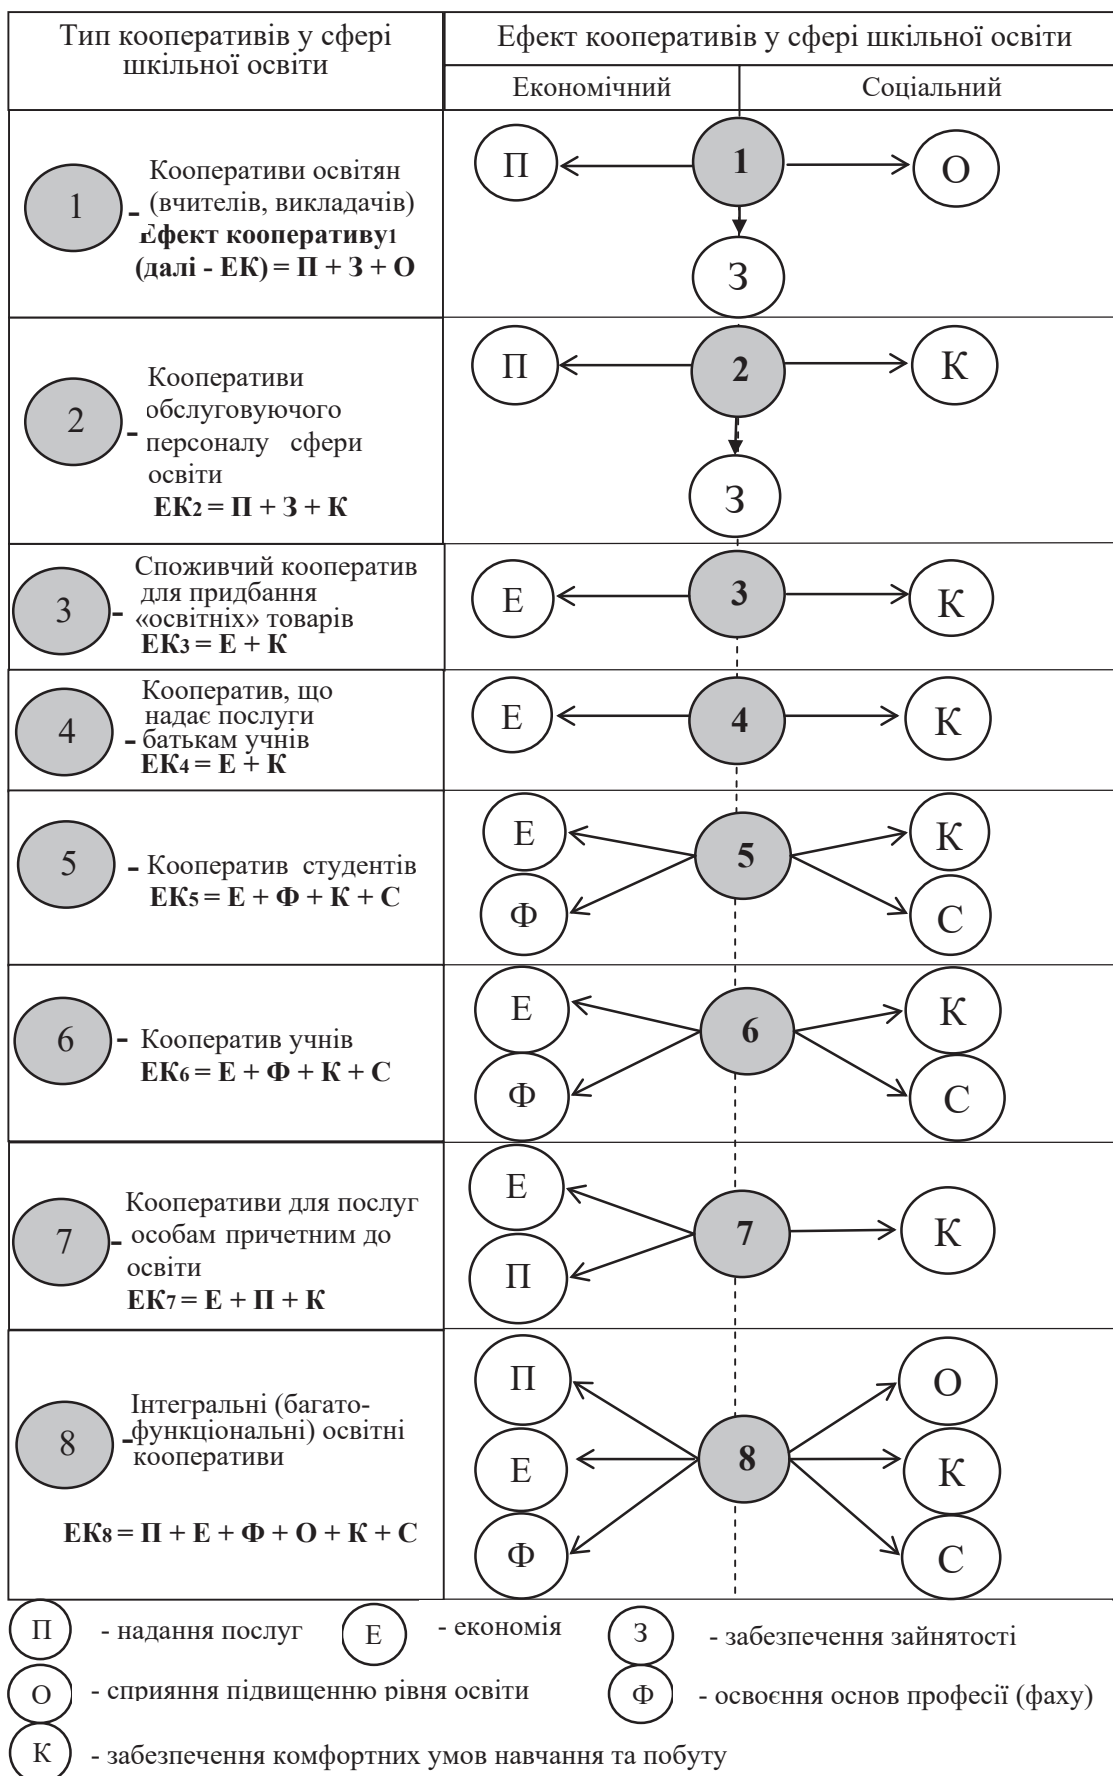 Тип кооперативів у сфері
шкільної освіти
Ефект кооперативів у сфері шкільної освіти
Економічний
Соціальний
1
- Кооперативи освітян
(вчителів, викладачів)
Ефект кооперативу1
(далі - ЕК) = П + З + О
П
1
О
З
2
- Кооперативи
обслуговуючого
персоналу сфери
освіти
ЕК2 = П + З + К
П
2
К
З
3
- Споживчий кооператив
для придбання
«освітніх» товарів
ЕК3 = Е + К
Е
3
К
4
- Кооператив, що
надає послуги
батькам учнів
ЕК4 = Е + К
Е
4
К
5
- Кооператив студентів
ЕК5 = Е + Ф + К + С
Е
Ф
5
К
С
6
- Кооператив учнів
ЕК6 = Е + Ф + К + С
Е
Ф
6
К
С
7
- Кооперативи для послуг
особам причетним до
освіти
ЕК7 = Е + П + К
Е
П
7
К
8
- Інтегральні (багато-
функціональні) освітні
кооперативи
ЕК8 = П + Е + Ф + О + К + С
П
Е
Ф
8
О
К
С
П - надання послуг Е - економія З - забезпечення зайнятості
О - сприяння підвищенню рівня освіти Ф - освоєння основ професії (фаху)
К - забезпечення комфортних умов навчання та побуту